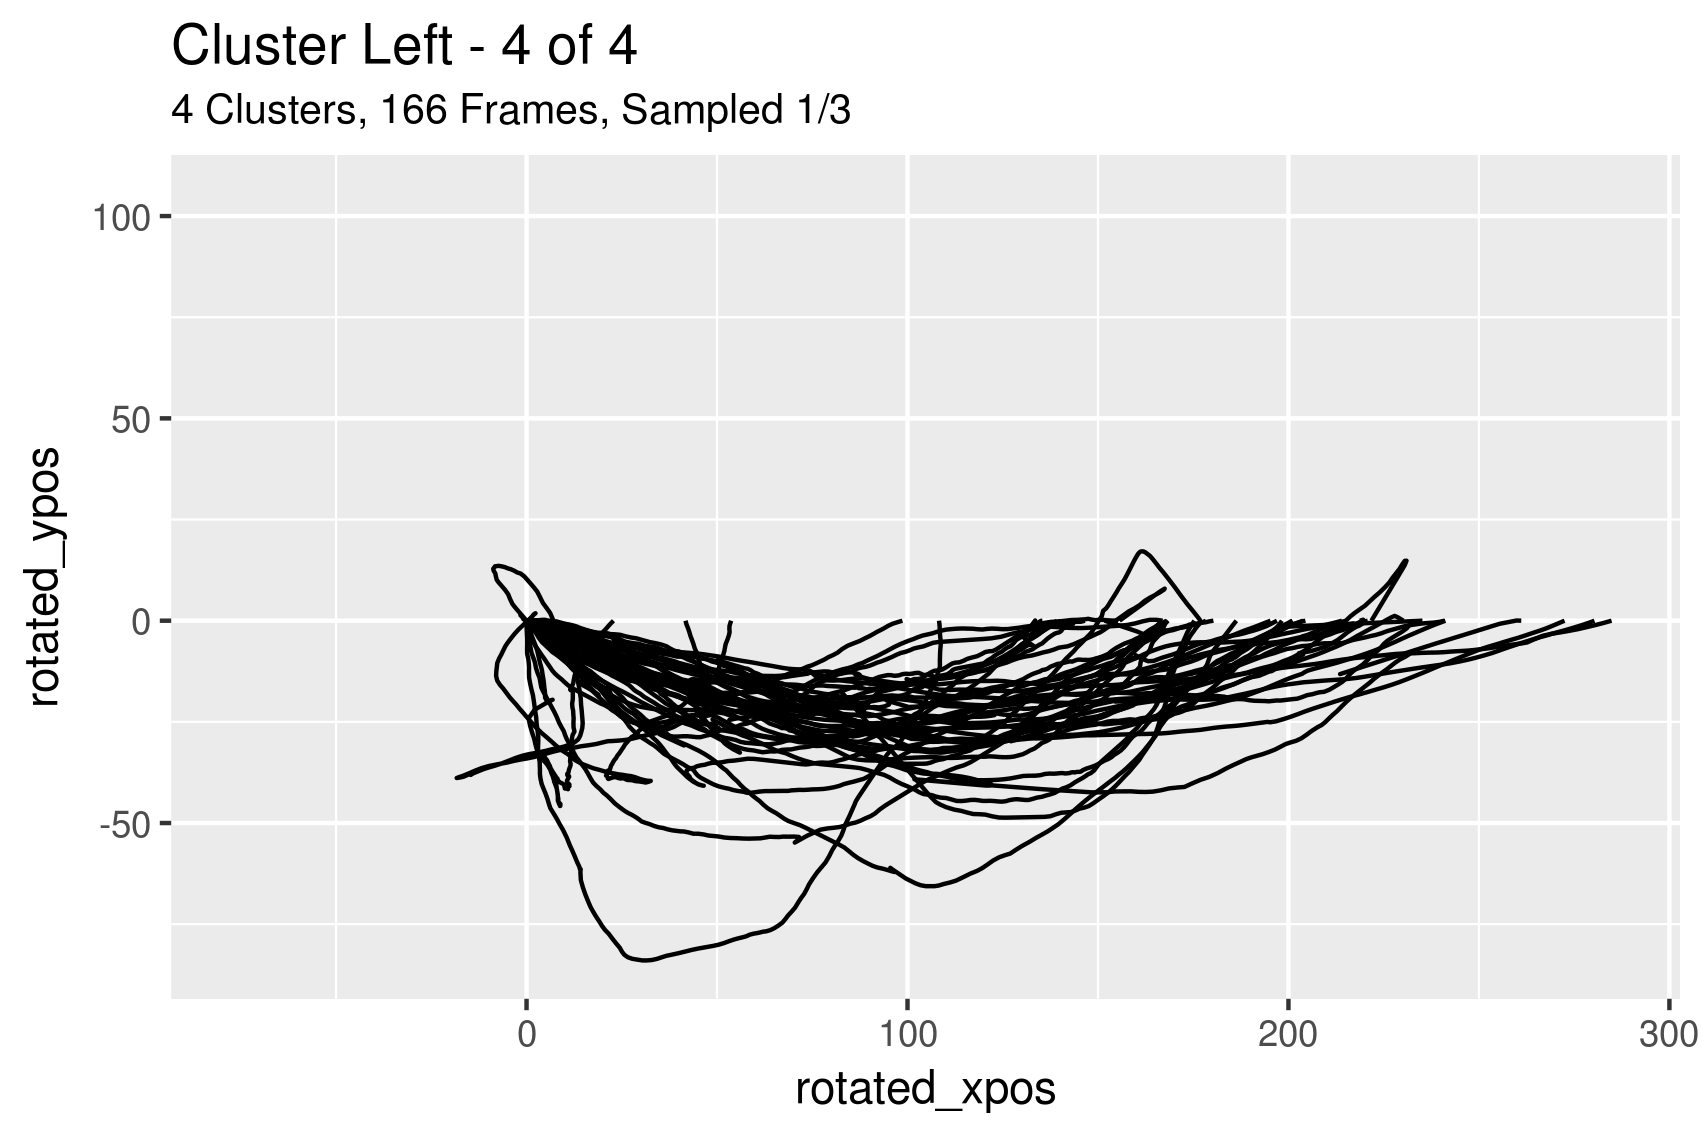 Cluster Left - 4 of 4
4 Clusters, 166 Frames, Sampled 1/3
100
50
0
-50
rotated_ypos
0 100 200 300
rotated_xpos